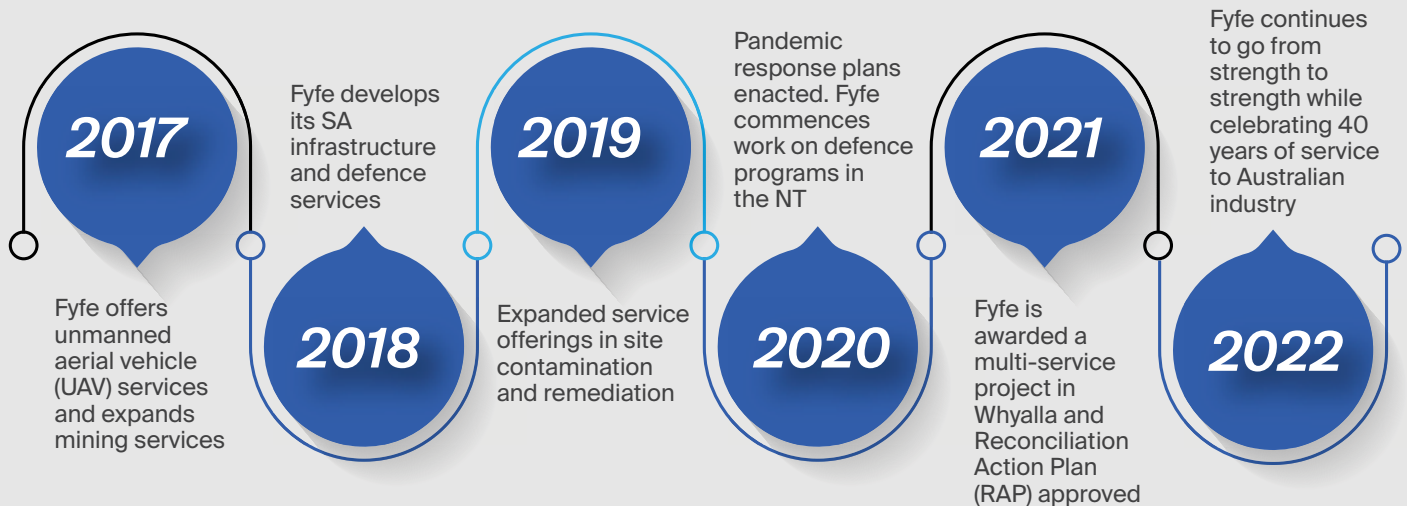 2017
Fyfe offers
unmanned
aerial vehicle
(UAV) services
and expands
mining services
Fyfe develops
its SA
infrastructure
and defence
services
2018
2019
Expanded service
offerings in site
contamination
and remediation
Pandemic
response plans
enacted. Fyfe
commences
work on defence
programs in
the NT
2020
2021
Fyfe is
awarded a
multi-service
project in
Whyalla and
Reconciliation
Action Plan
(RAP) approved
Fyfe continues
to go from
strength to
strength while
celebrating 40
years of service
to Australian
industry
2022